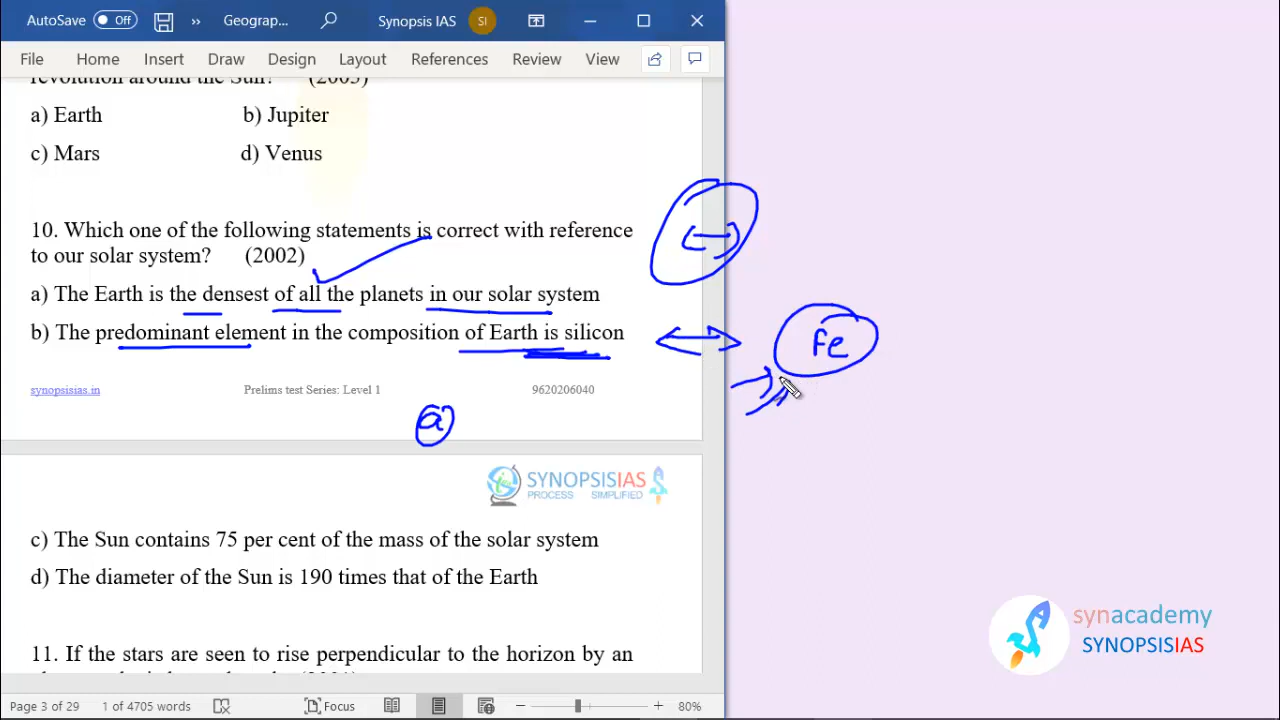 AutoSave Off Geograp... Synopsis IAS SI
File Home Insert Draw Design Layout References Review View
revolution around the Sun? (2003)
a) Earth b) Jupiter
c) Mars d) Venus
10. Which one of the following statements is correct with reference
to our solar system? (2002)
a) The Earth is the densest of all the planets in our solar system
b) The predominant element in the composition of Earth is silicon
Fe
synopsisias.in Prelims test Series: Level 1 9620206040
a
SYNOPSISIAS
PROCESS SIMPLIFIED
c) The Sun contains 75 per cent of the mass of the solar system
d) The diameter of the Sun is 190 times that of the Earth
synacademy
SYNOPSISIAS
11. If the stars are seen to rise perpendicular to the horizon by an
Page 3 of 29 1 of 4705 words Focus 80%